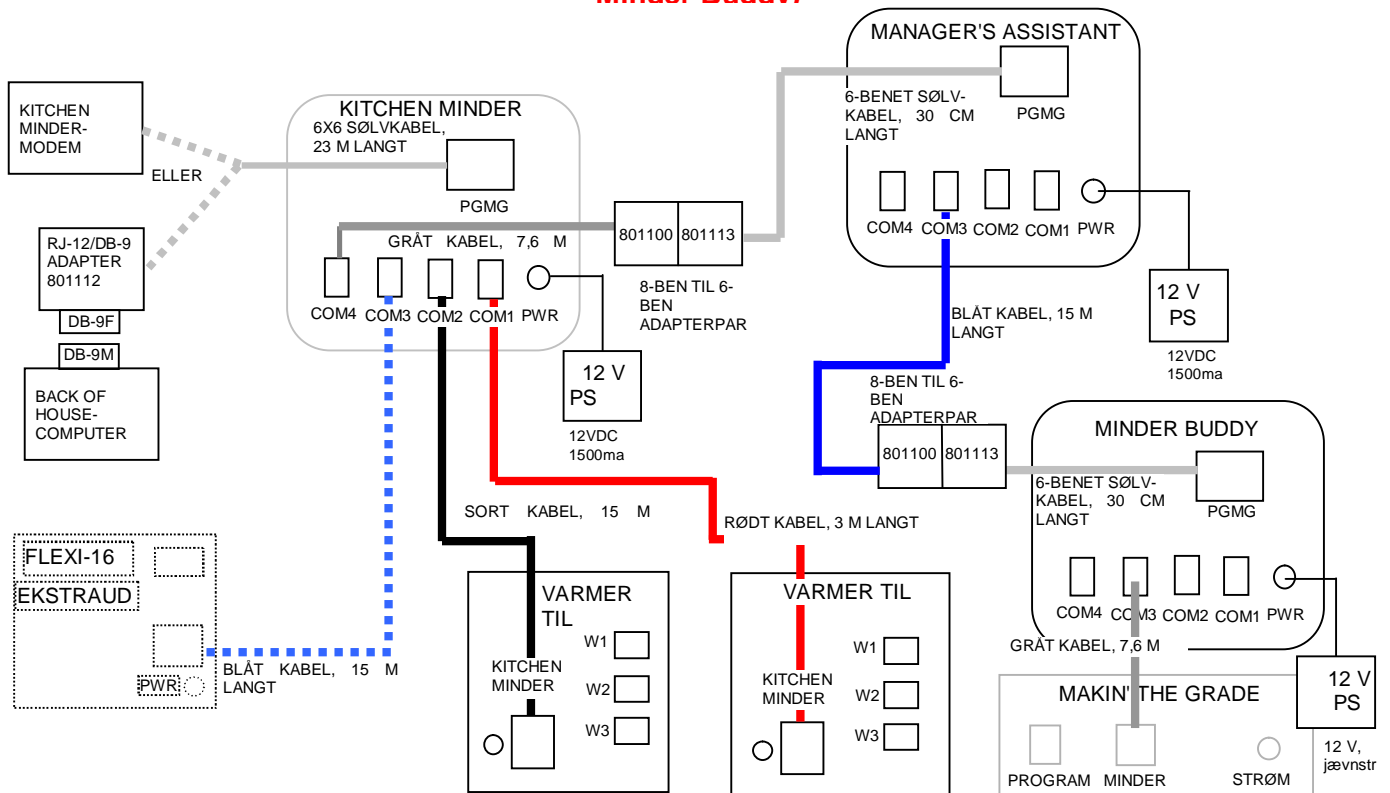 Minder Buddy/
MANAGER'S ASSISTANT
6-BENET SØLV-
KABEL, 30 CM
LANGT
PGMG
COM4
COM3
COM2
COM1
PWR
12 V
PS
12VDC
1500ma
KITCHEN
MINDER-
MODEM
ELLER
RJ-12/DB-9
ADAPTER
801112
DB-9F
DB-9M
BACK OF
HOUSE-
COMPUTER
KITCHEN MINDER
6X6 SØLVKABEL,
23 M LANGT
PGMG
GRÅT KABEL, 7,6 M
COM4
COM3
COM2
COM1
PWR
801100
801113
8-BEN TIL 6-
BEN
ADAPTERPAR
12 V
PS
12VDC
1500ma
BLÅT KABEL, 15 M
LANGT
8-BEN TIL 6-
BEN
ADAPTERPAR
801100
801113
MINDER BUDDY
6-BENET SØLV-
KABEL, 30 CM
LANGT
PGMG
COM4
COM3
COM2
COM1
PWR
GRÅT KABEL, 7,6 M
12 V
PS
12 V,
jævnstr
MAKIN' THE GRADE
PROGRAM
MINDER
STRØM
FLEXI-16
EKSTRAUD
PWR
BLÅT KABEL, 15 M
LANGT
SORT KABEL, 15 M
RØDT KABEL, 3 M LANGT
VARMER
TIL
W1
KITCHEN
MINDER
W2
W3
VARMER TIL
W1
KITCHEN
MINDER
W2
W3